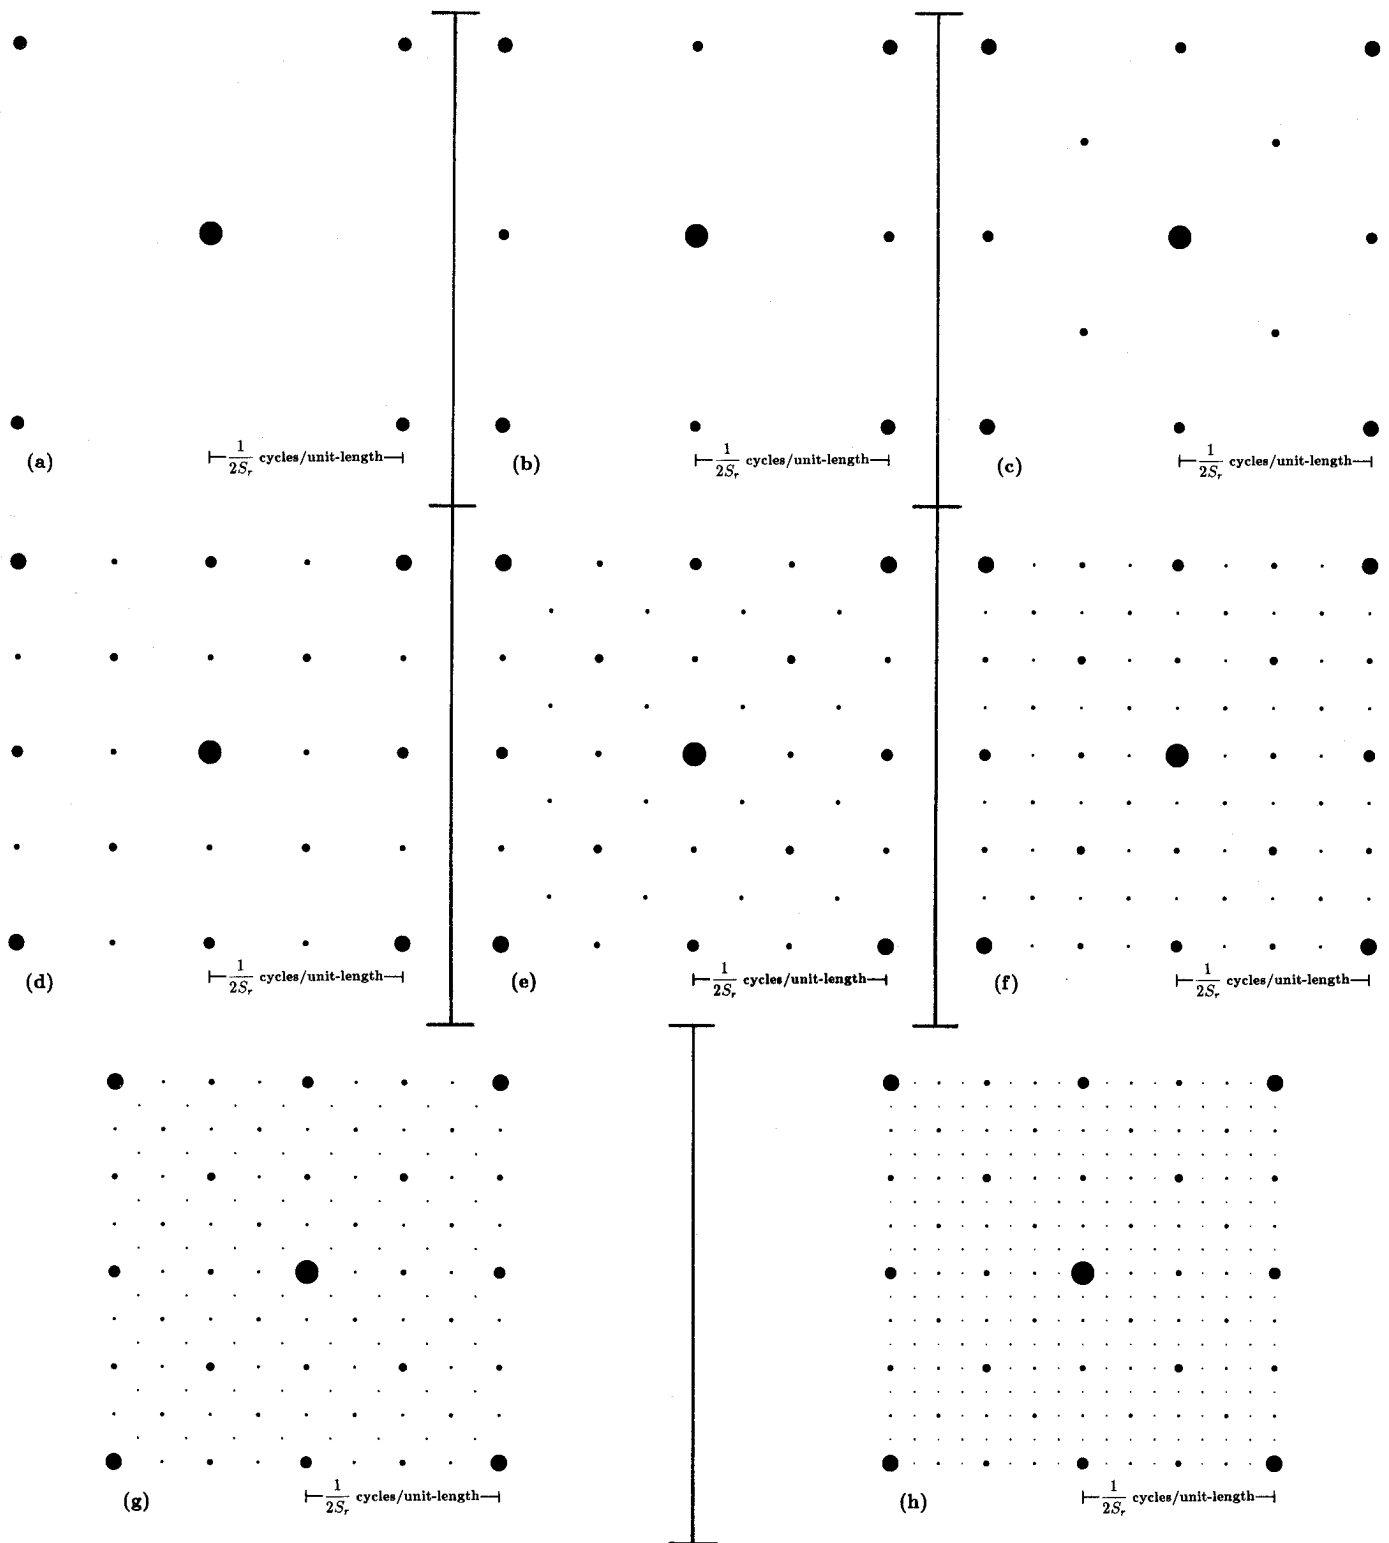 (a) 1/2S_r cycles/unit-length
(b) 1/2S_r cycles/unit-length
(c) 1/2S_r cycles/unit-length
(d) 1/2S_r cycles/unit-length
(e) 1/2S_r cycles/unit-length
(f) 1/2S_r cycles/unit-length
(g) 1/2S_r cycles/unit-length
(h) 1/2S_r cycles/unit-length